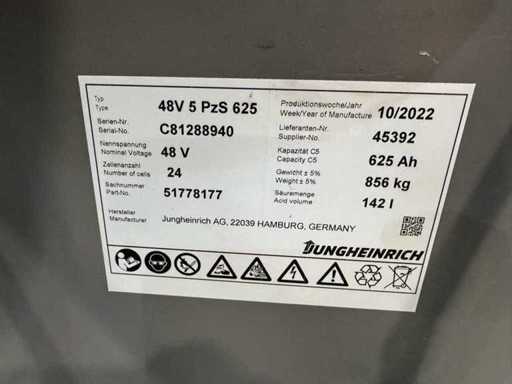 Typ
Type
48V 5 PzS 625
Produktionswoche/Jahr
Week/Year of Manufacture
10/2022
Serien-Nr.
Serial-No.
C81288940
Lieferanten-Nr.
Supplier-No.
45392
Nennspannung
Nominal Voltage
48 V
Kapazität C5
Capacity C5
625 Ah
Zellenanzahl
Number of cells
24
Gewicht ± 5%
Weight ± 5%
856 kg
Sachnummer
Part-No.
51778177
Säuremenge
Acid volume
142 l
Hersteller
Manufacturer
Jungheinrich AG, 22039 HAMBURG, GERMANY
JUNGHEINRICH